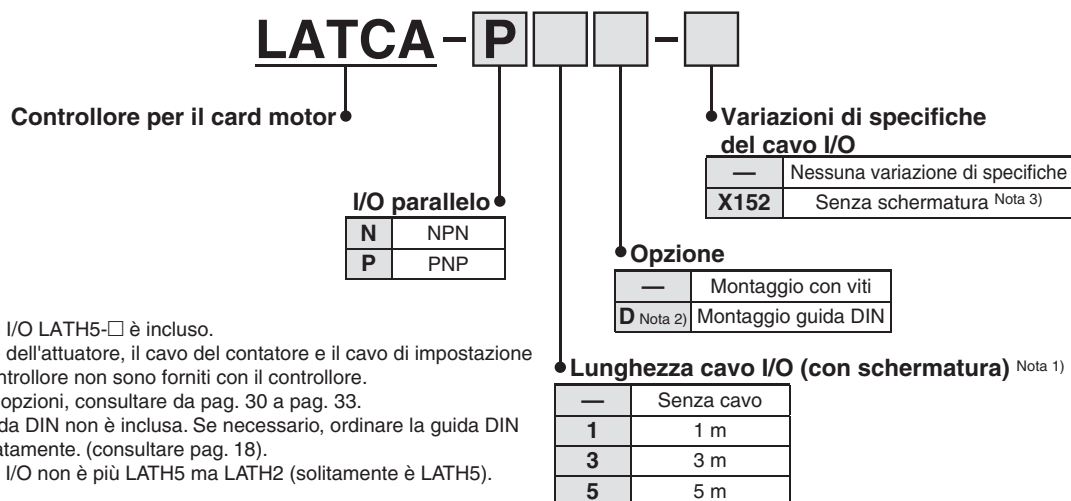 LATCA-P□□-□
Controllore per il card motor
Variazioni di specifiche
del cavo I/O
— Nessuna variazione di specifiche
X152 Senza schermatura Nota 3)
I/O parallelo
N NPN
P PNP
Opzione
— Montaggio con viti
D Nota 2) Montaggio guida DIN
Lunghezza cavo I/O (con schermatura) Nota 1)
— Senza cavo
1 1 m
3 3 m
5 5 m
I/O LATH5-□ è incluso.
dell'attuatore, il cavo del contatore e il cavo di impostazione
controllore non sono forniti con il controllore.
opzioni, consultare da pag. 30 a pag. 33.
DIN non è inclusa. Se necessario, ordinare la guida DIN
(consultare pag. 18).
I/O non è più LATH5 ma LATH2 (solitamente è LATH5).